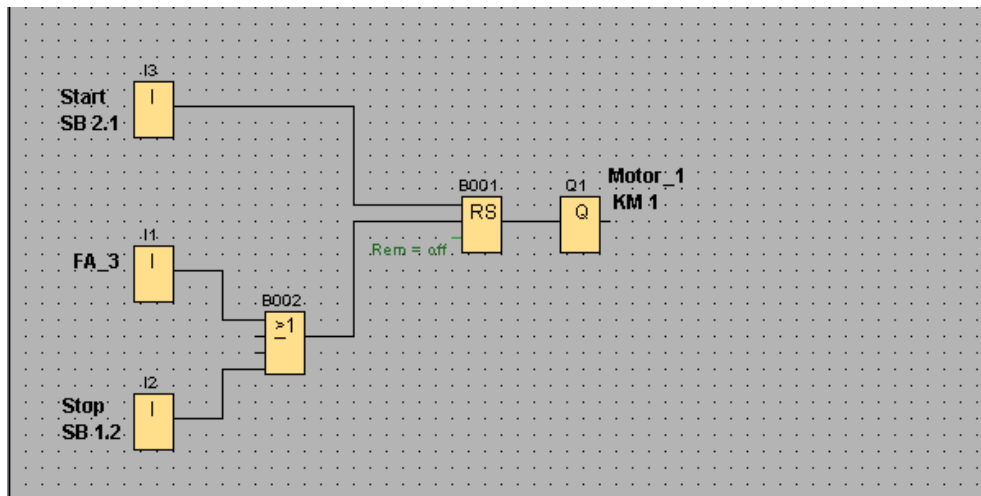 I3
Start
SB 2.1
I
B001
RS
Rem = off
Q1
Q
Motor_1
KM 1
I1
FA_3
I
B002
≥1
I2
Stop
SB 1.2
I